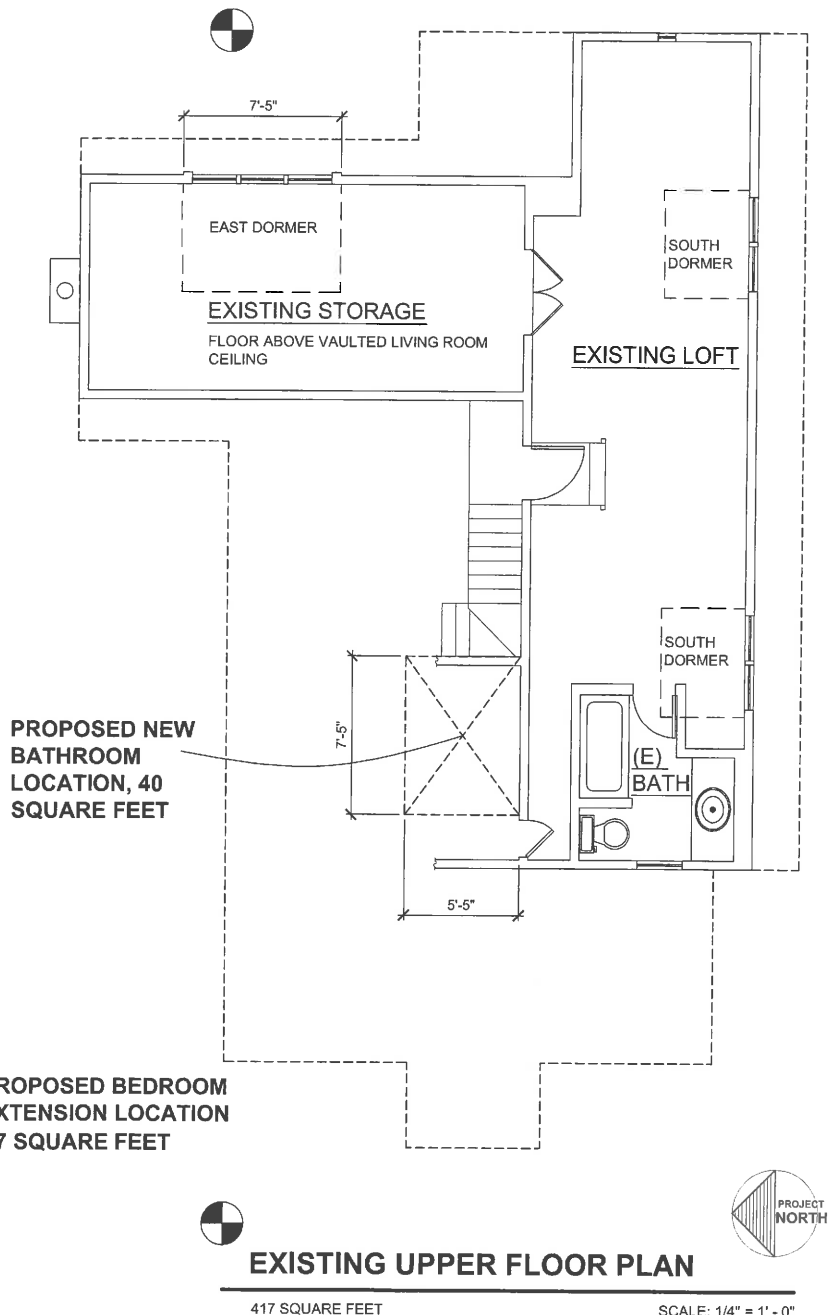 7'-5"
EAST DORMER
EXISTING STORAGE
FLOOR ABOVE VAULTED LIVING ROOM
CEILING
SOUTH
DORMER
EXISTING LOFT
SOUTH
DORMER
PROPOSED NEW
BATHROOM
LOCATION, 40
SQUARE FEET
7'-5"
(E)
BATH
5'-5"
ROPOSED BEDROOM
XTENSION LOCATION
7 SQUARE FEET
PROJECT
NORTH
EXISTING UPPER FLOOR PLAN
417 SQUARE FEET
SCALE: 1/4" = 1' - 0"